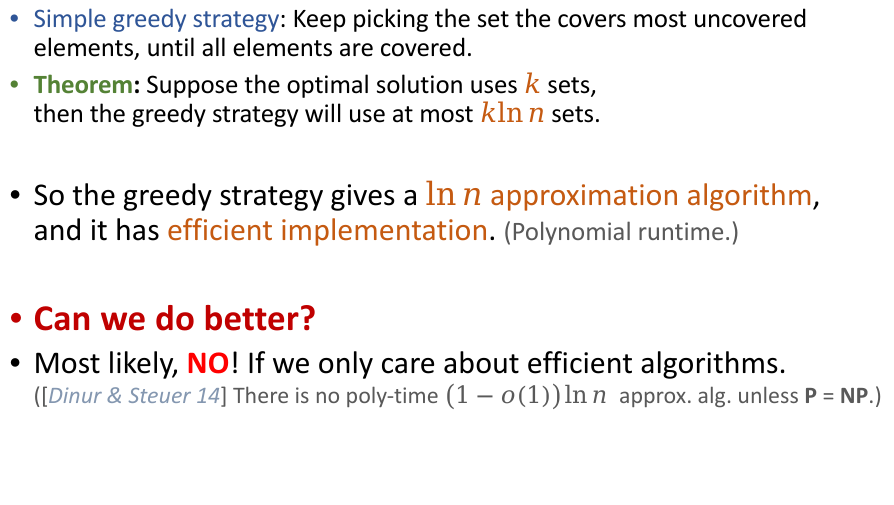 • Simple greedy strategy: Keep picking the set the covers most uncovered
elements, until all elements are covered.
• Theorem: Suppose the optimal solution uses k sets,
then the greedy strategy will use at most k ln n sets.
• So the greedy strategy gives a ln n approximation algorithm,
and it has efficient implementation. (Polynomial runtime.)
• Can we do better?
• Most likely, NO! If we only care about efficient algorithms.
([Dinur & Steuer 14] There is no poly-time (1 − o(1)) ln n approx. alg. unless P = NP.)